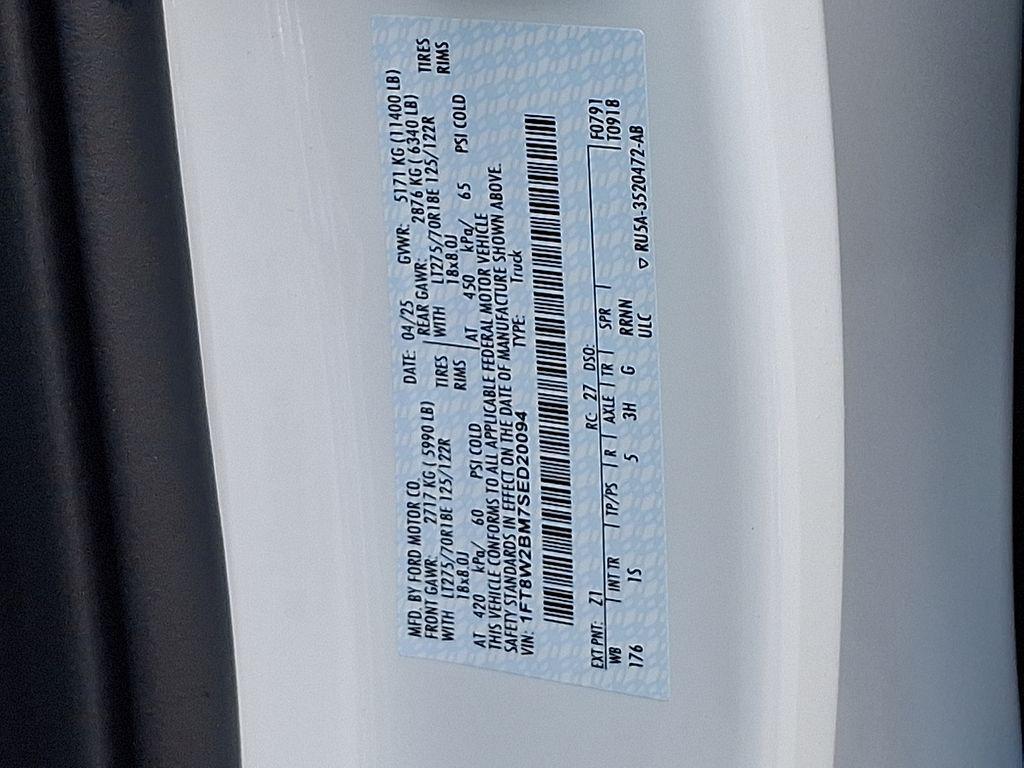 MFD. BY FORD MOTOR CO.
DATE: 04/25 GVWR: 5171 KG (11400 LB)
FRONT GAWR: 2717 KG ( 5990 LB)
REAR GAWR: 2876 KG ( 6340 LB)
WITH LT275/70R18E 125/122R TIRES
WITH LT275/70R18E 125/122R TIRES
18x8.0J RIMS
18x8.0J RIMS
AT 420 kPa/ 60 PSI COLD
AT 450 kPa/ 65 PSI COLD
THIS VEHICLE CONFORMS TO ALL APPLICABLE FEDERAL MOTOR VEHICLE
SAFETY STANDARDS IN EFFECT ON THE DATE OF MANUFACTURE SHOWN ABOVE.
VIN: 1FT8W2BM7SED20094 TYPE: Truck
EXT PNT: Z1 RC: 27 DSO: F0791
WB | INT TR | TP/PS | R | AXLE | TR | SPR | T0918
176 1S 5 3H G RRNN
ULC ▽ RU5A-3520472-AB